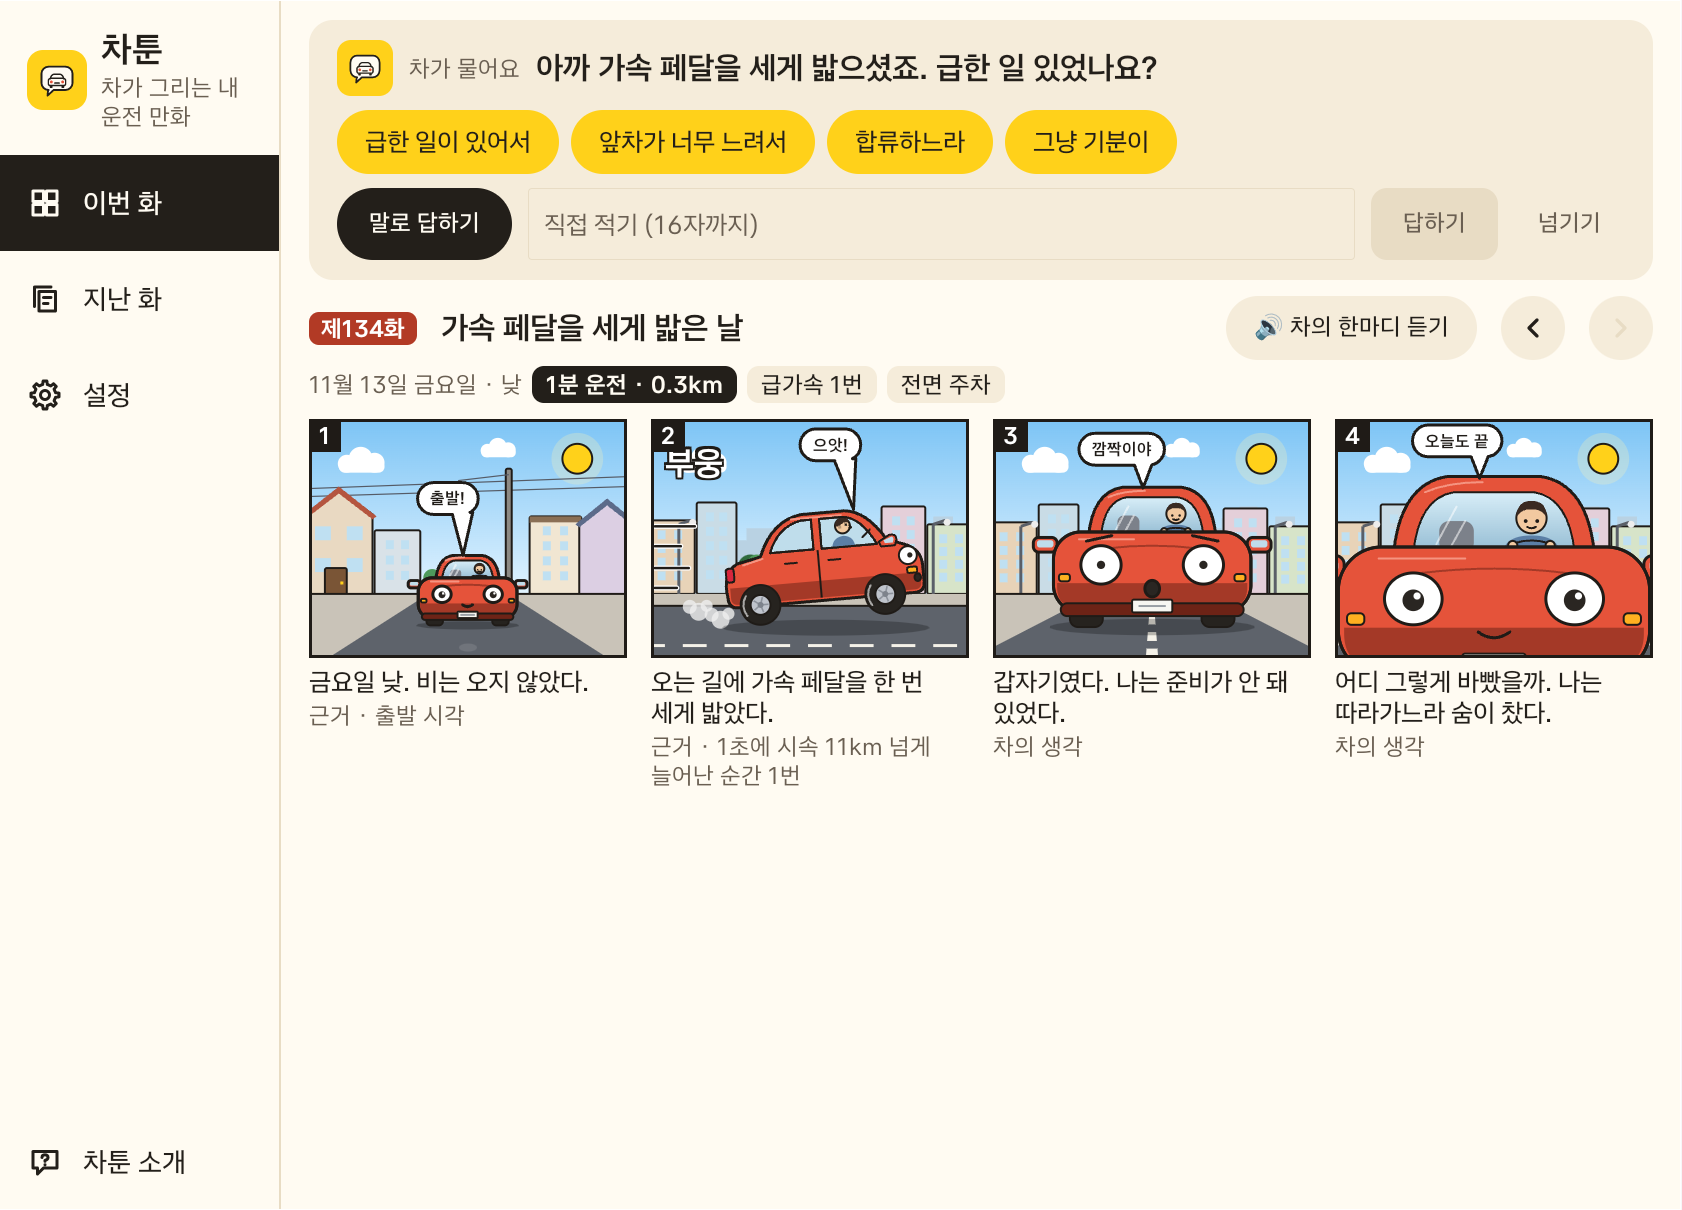 차툰
차가 그리는 내
운전 만화
이번 화
지난 화
설정
차툰 소개
차가 물어요 아까 가속 페달을 세게 밟으셨죠. 급한 일 있었나요?
급한 일이 있어서 앞차가 너무 느려서 합류하느라 그냥 기분이
말로 답하기 직접 적기 (16자까지) 답하기 넘기기
제134화 가속 페달을 세게 밟은 날 차의 한마디 듣기
11월 13일 금요일 · 낮 1분 운전 · 0.3km 급가속 1번 전면 주차
1
출발!
금요일 낮. 비는 오지 않았다.
근거 · 출발 시각
2
부웅
으앗!
오는 길에 가속 페달을 한 번
세게 밟았다.
근거 · 1초에 시속 11km 넘게
늘어난 순간 1번
3
깜짝이야
갑자기였다. 나는 준비가 안 돼
있었다.
차의 생각
4
오늘도 끝
어디 그렇게 바빴을까. 나는
따라가느라 숨이 찼다.
차의 생각